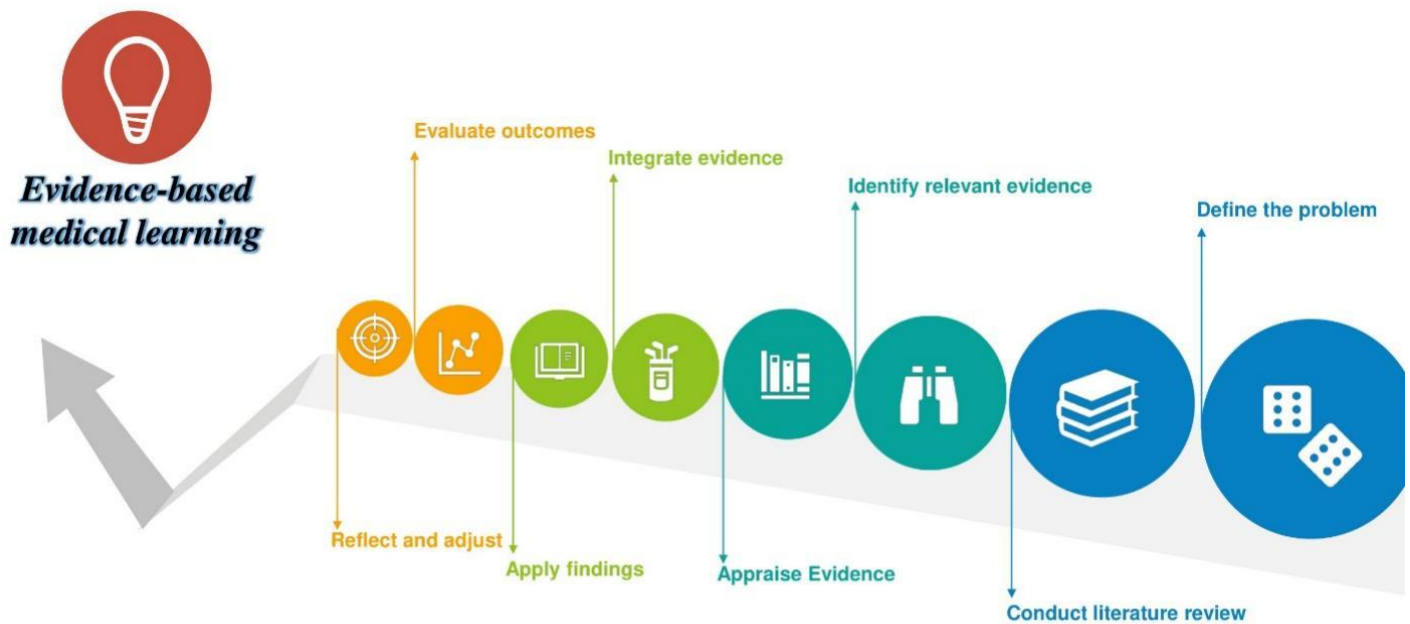 Evidence-based
medical learning
Evaluate outcomes
Integrate evidence
Identify relevant evidence
Define the problem
Reflect and adjust
Apply findings
Appraise Evidence
Conduct literature review